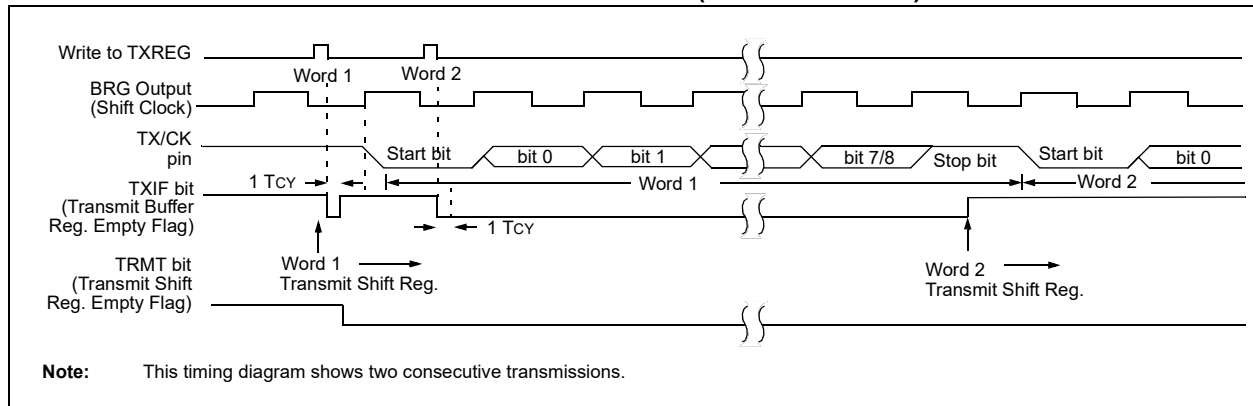 Write to TXREG
Word 1
Word 2
BRG Output
(Shift Clock)
TX/CK
pin
Start bit
bit 0
bit 1
bit 7/8
Stop bit
Start bit
bit 0
1 TCY
Word 1
Word 2
TXIF bit
(Transmit Buffer
Reg. Empty Flag)
1 TCY
Word 1
Transmit Shift Reg.
Word 2
Transmit Shift Reg.
TRMT bit
(Transmit Shift
Reg. Empty Flag)
Note: This timing diagram shows two consecutive transmissions.